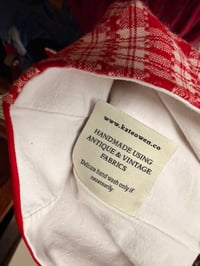 www.kateowen.co
HANDMADE USING
ANTIQUE & VINTAGE
FABRICS
Delicate hand wash only if
necessary.